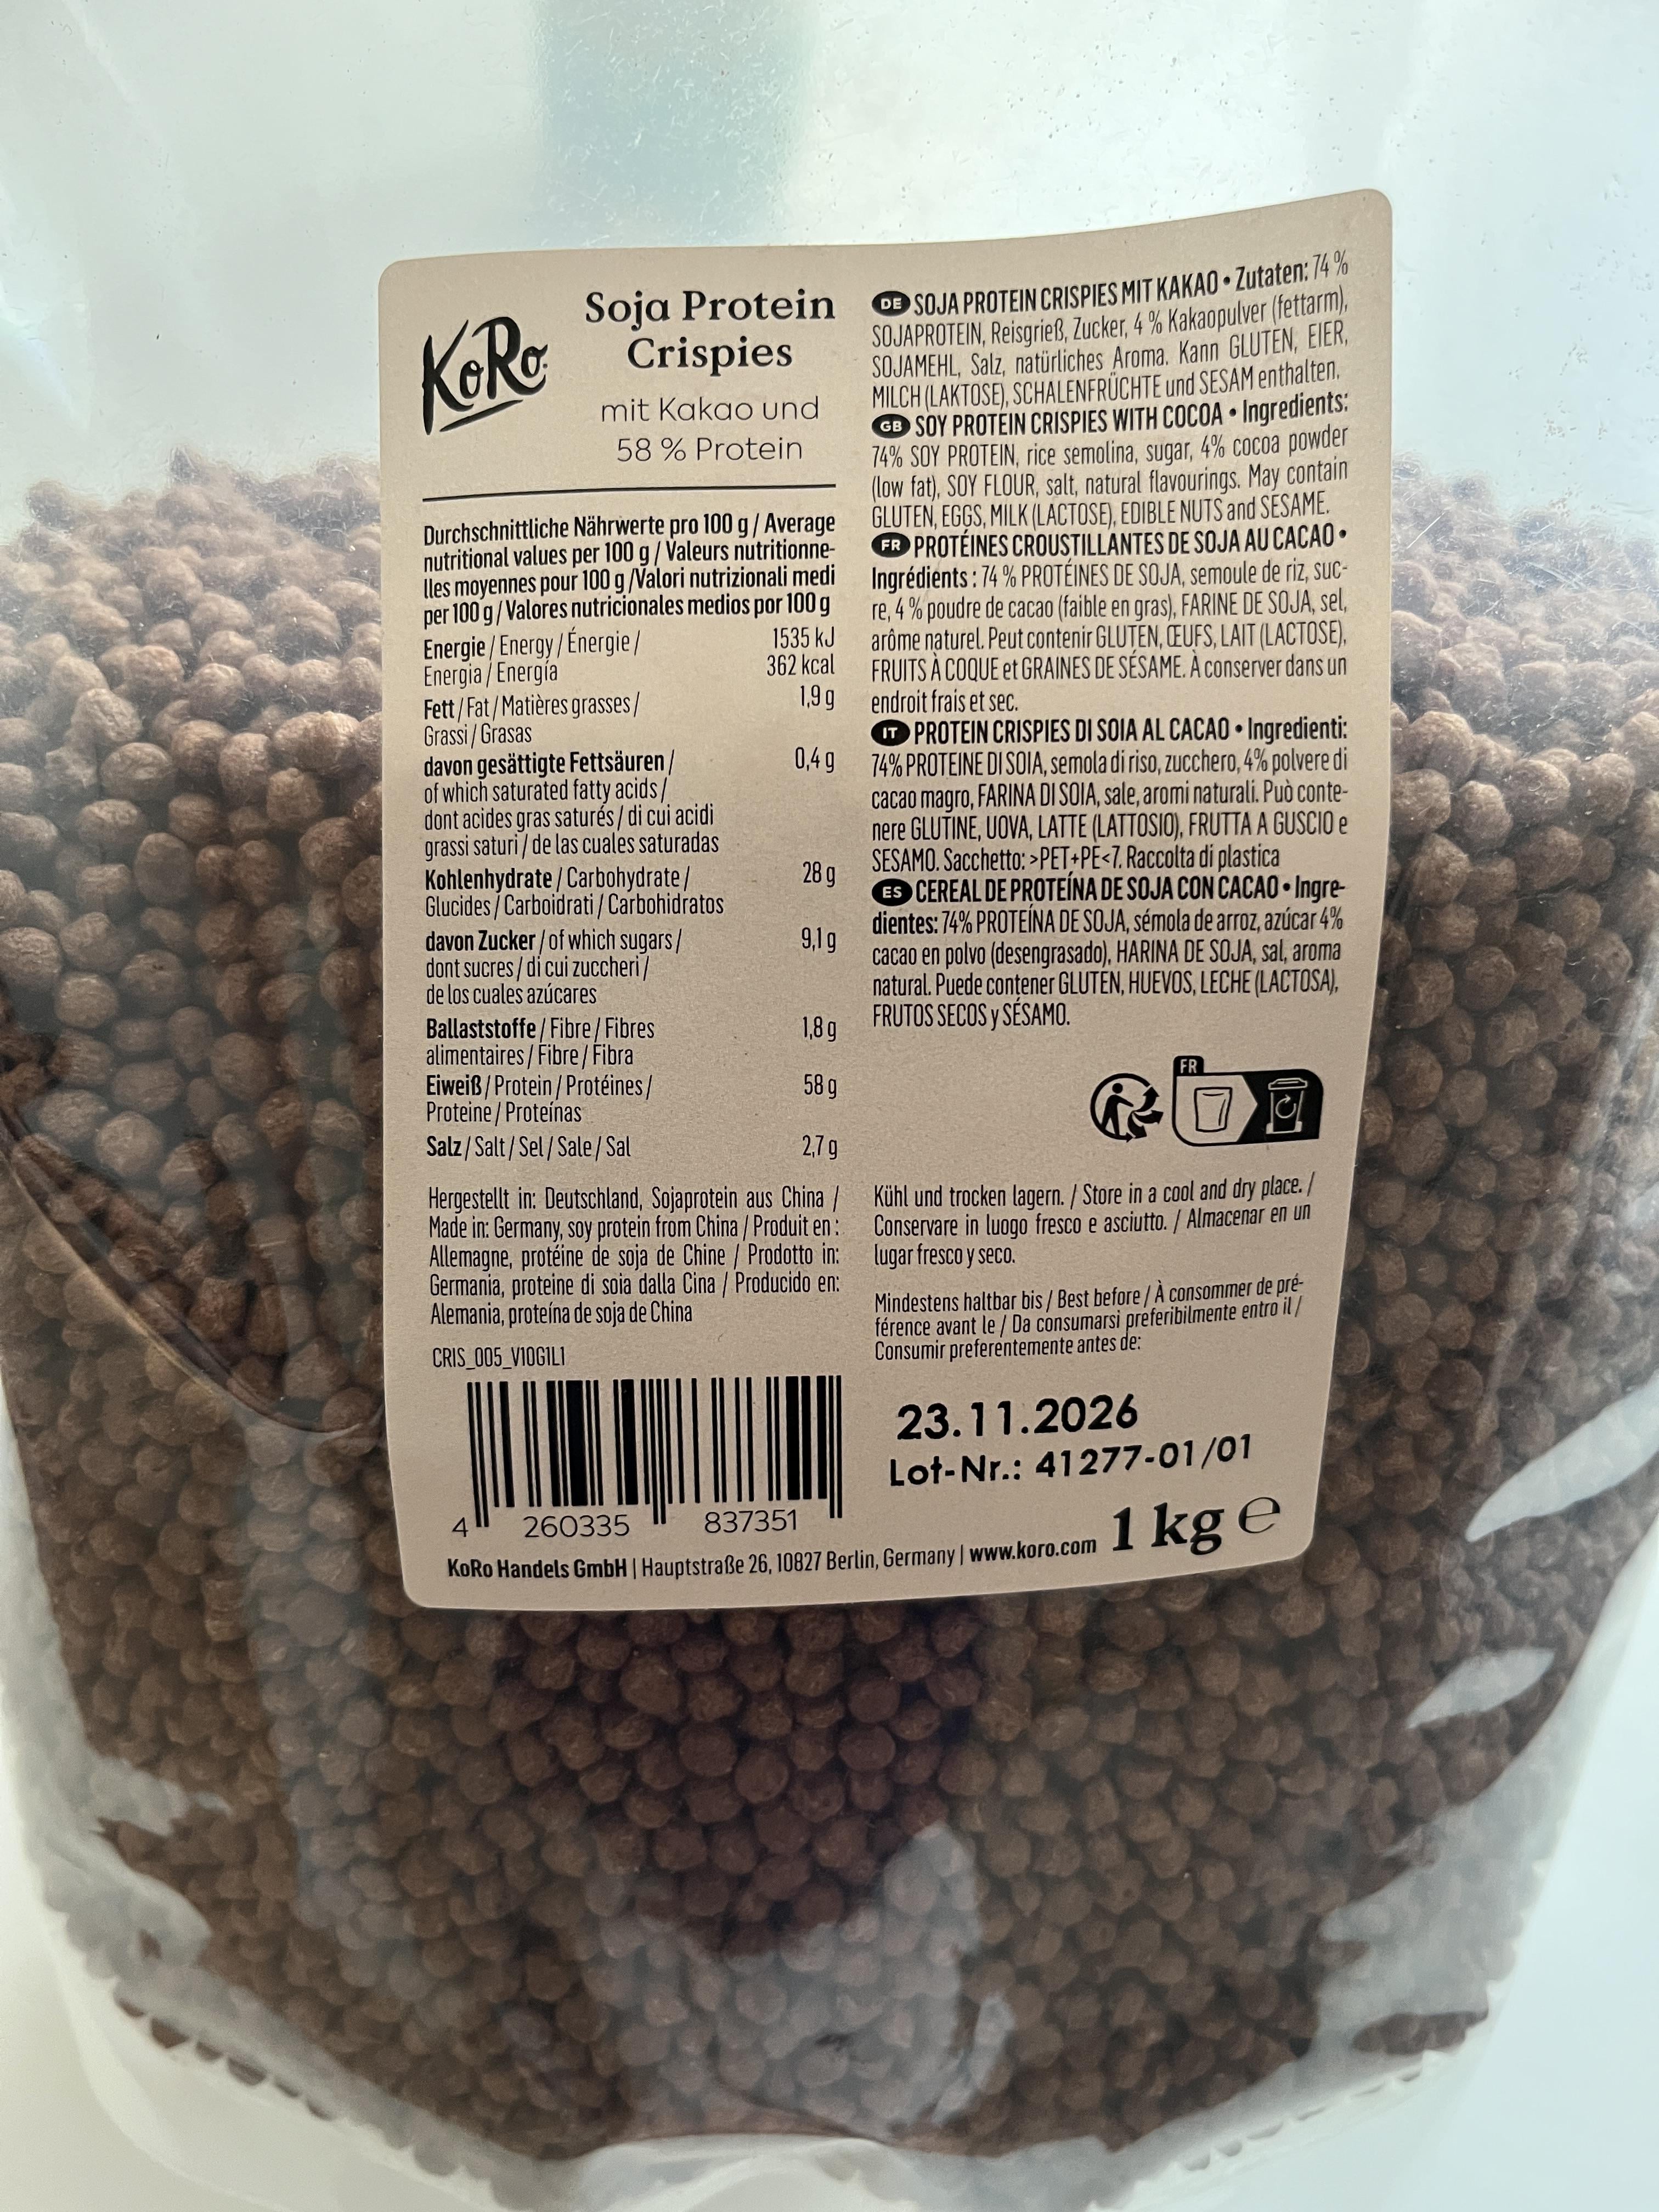 KoRo
Soja Protein
Crispies
mit Kakao und
58 % Protein
Durchschnittliche Nährwerte pro 100 g / Average
nutritional values per 100 g / Valeurs nutritionne-
lles moyennes pour 100 g /Valori nutrizionali medi
per 100 g / Valores nutricionales medios por 100 g
Energie / Energy / Énergie / 1535 kJ
Energia / Energía 362 kcal
Fett / Fat / Matières grasses / 1,9 g
Grassi / Grasas
davon gesättigte Fettsäuren / 0,4 g
of which saturated fatty acids /
dont acides gras saturés / di cui acidi
grassi saturi / de las cuales saturadas
Kohlenhydrate / Carbohydrate / 28 g
Glucides / Carboidrati / Carbohidratos
davon Zucker / of which sugars / 9,1 g
dont sucres / di cui zuccheri /
de los cuales azúcares
Ballaststoffe / Fibre / Fibres 1,8 g
alimentaires / Fibre / Fibra
Eiweiß / Protein / Protéines / 58 g
Proteine / Proteínas
Salz / Salt / Sel / Sale / Sal 2,7 g
Hergestellt in: Deutschland, Sojaprotein aus China /
Made in: Germany, soy protein from China / Produit en :
Allemagne, protéine de soja de Chine / Prodotto in:
Germania, proteine di soia dalla Cina / Producido en:
Alemania, proteína de soja de China
CRIS_005_V10G1L1
4 260335 837351
DE SOJA PROTEIN CRISPIES MIT KAKAO • Zutaten: 74 %
SOJAPROTEIN, Reisgrieß, Zucker, 4 % Kakaopulver (fettarm),
SOJAMEHL, Salz, natürliches Aroma. Kann GLUTEN, EIER,
MILCH (LAKTOSE), SCHALENFRÜCHTE und SESAM enthalten.
GB SOY PROTEIN CRISPIES WITH COCOA • Ingredients:
74% SOY PROTEIN, rice semolina, sugar, 4% cocoa powder
(low fat), SOY FLOUR, salt, natural flavourings. May contain
GLUTEN, EGGS, MILK (LACTOSE), EDIBLE NUTS and SESAME.
FR PROTÉINES CROUSTILLANTES DE SOJA AU CACAO •
Ingrédients : 74 % PROTÉINES DE SOJA, semoule de riz, suc-
re, 4 % poudre de cacao (faible en gras), FARINE DE SOJA, sel,
arôme naturel. Peut contenir GLUTEN, ŒUFS, LAIT (LACTOSE),
FRUITS À COQUE et GRAINES DE SÉSAME. À conserver dans un
endroit frais et sec.
IT PROTEIN CRISPIES DI SOIA AL CACAO • Ingredienti:
74% PROTEINE DI SOIA, semola di riso, zucchero, 4% polvere di
cacao magro, FARINA DI SOIA, sale, aromi naturali. Può conte-
nere GLUTINE, UOVA, LATTE (LATTOSIO), FRUTTA A GUSCIO e
SESAMO. Sacchetto: >PET+PE<7. Raccolta di plastica
ES CEREAL DE PROTEÍNA DE SOJA CON CACAO • Ingre-
dientes: 74% PROTEÍNA DE SOJA, sémola de arroz, azúcar 4%
cacao en polvo (desengrasado), HARINA DE SOJA, sal, aroma
natural. Puede contener GLUTEN, HUEVOS, LECHE (LACTOSA),
FRUTOS SECOS y SÉSAMO.
FR
Kühl und trocken lagern. / Store in a cool and dry place. /
Conservare in luogo fresco e asciutto. / Almacenar en un
lugar fresco y seco.
Mindestens haltbar bis / Best before / À consommer de pré-
férence avant le / Da consumarsi preferibilmente entro il /
Consumir preferentemente antes de:
23.11.2026
Lot-Nr.: 41277-01/01
1 kg ℮
KoRo Handels GmbH | Hauptstraße 26, 10827 Berlin, Germany | www.koro.com